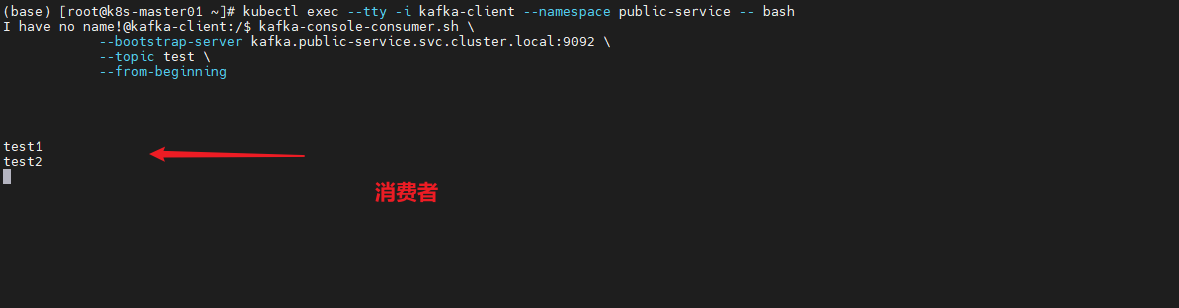 (base) [root@k8s-master01 ~]# kubectl exec --tty -i kafka-client --namespace public-service -- bash
I have no name!@kafka-client:/$ kafka-console-consumer.sh \
--bootstrap-server kafka.public-service.svc.cluster.local:9092 \
--topic test \
--from-beginning
test1
test2
消费者